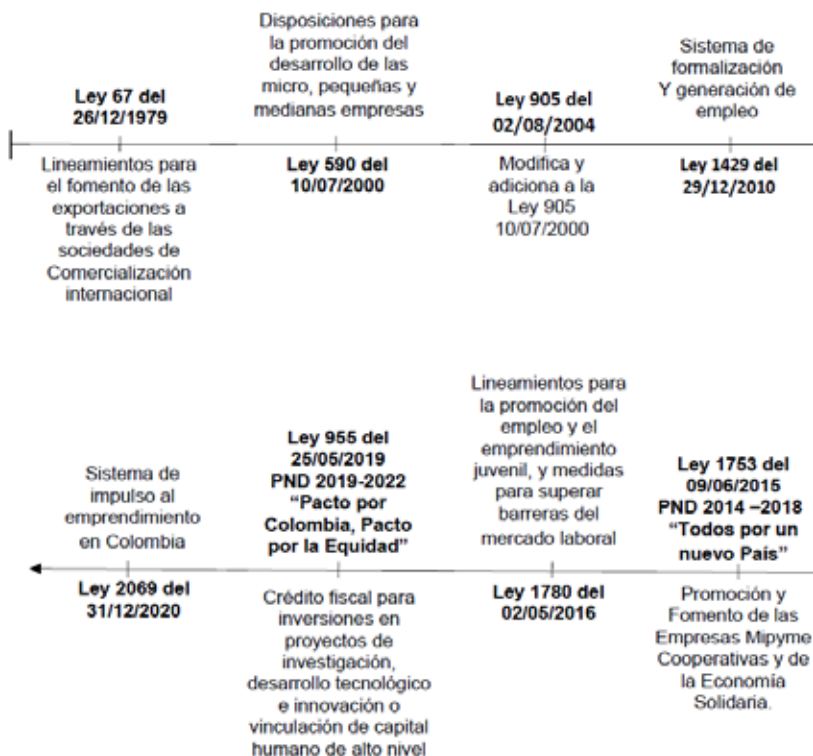 Ley 67 del
26/12/1979
Lineamientos para
el fomento de las
exportaciones a
través de las
sociedades de
Comercialización
internacional
Disposiciones para
la promoción del
desarrollo de las
micro, pequeñas y
medianas empresas
Ley 590 del
10/07/2000
Ley 905 del
02/08/2004
Modifica y
adiciona a la
Ley 905
10/07/2000
Sistema de
formalización
Y generación de
empleo
Ley 1429 del
29/12/2010
Ley 1753 del
09/06/2015
PND 2014 –2018
“Todos por un
nuevo País”
Promoción y
Fomento de las
Empresas Mipyme
Cooperativas y de
la Economía
Solidaria.
Lineamientos para
la promoción del
empleo y el
emprendimiento
juvenil, y medidas
para superar
barreras del
mercado laboral
Ley 1780 del
02/05/2016
Ley 955 del
25/05/2019
PND 2019-2022
“Pacto por
Colombia, Pacto
por la Equidad”
Crédito fiscal para
inversiones en
proyectos de
investigación,
desarrollo tecnológico
e innovación o
vinculación de capital
humano de alto nivel
Sistema de
impulso al
emprendimiento
en Colombia
Ley 2069 del
31/12/2020